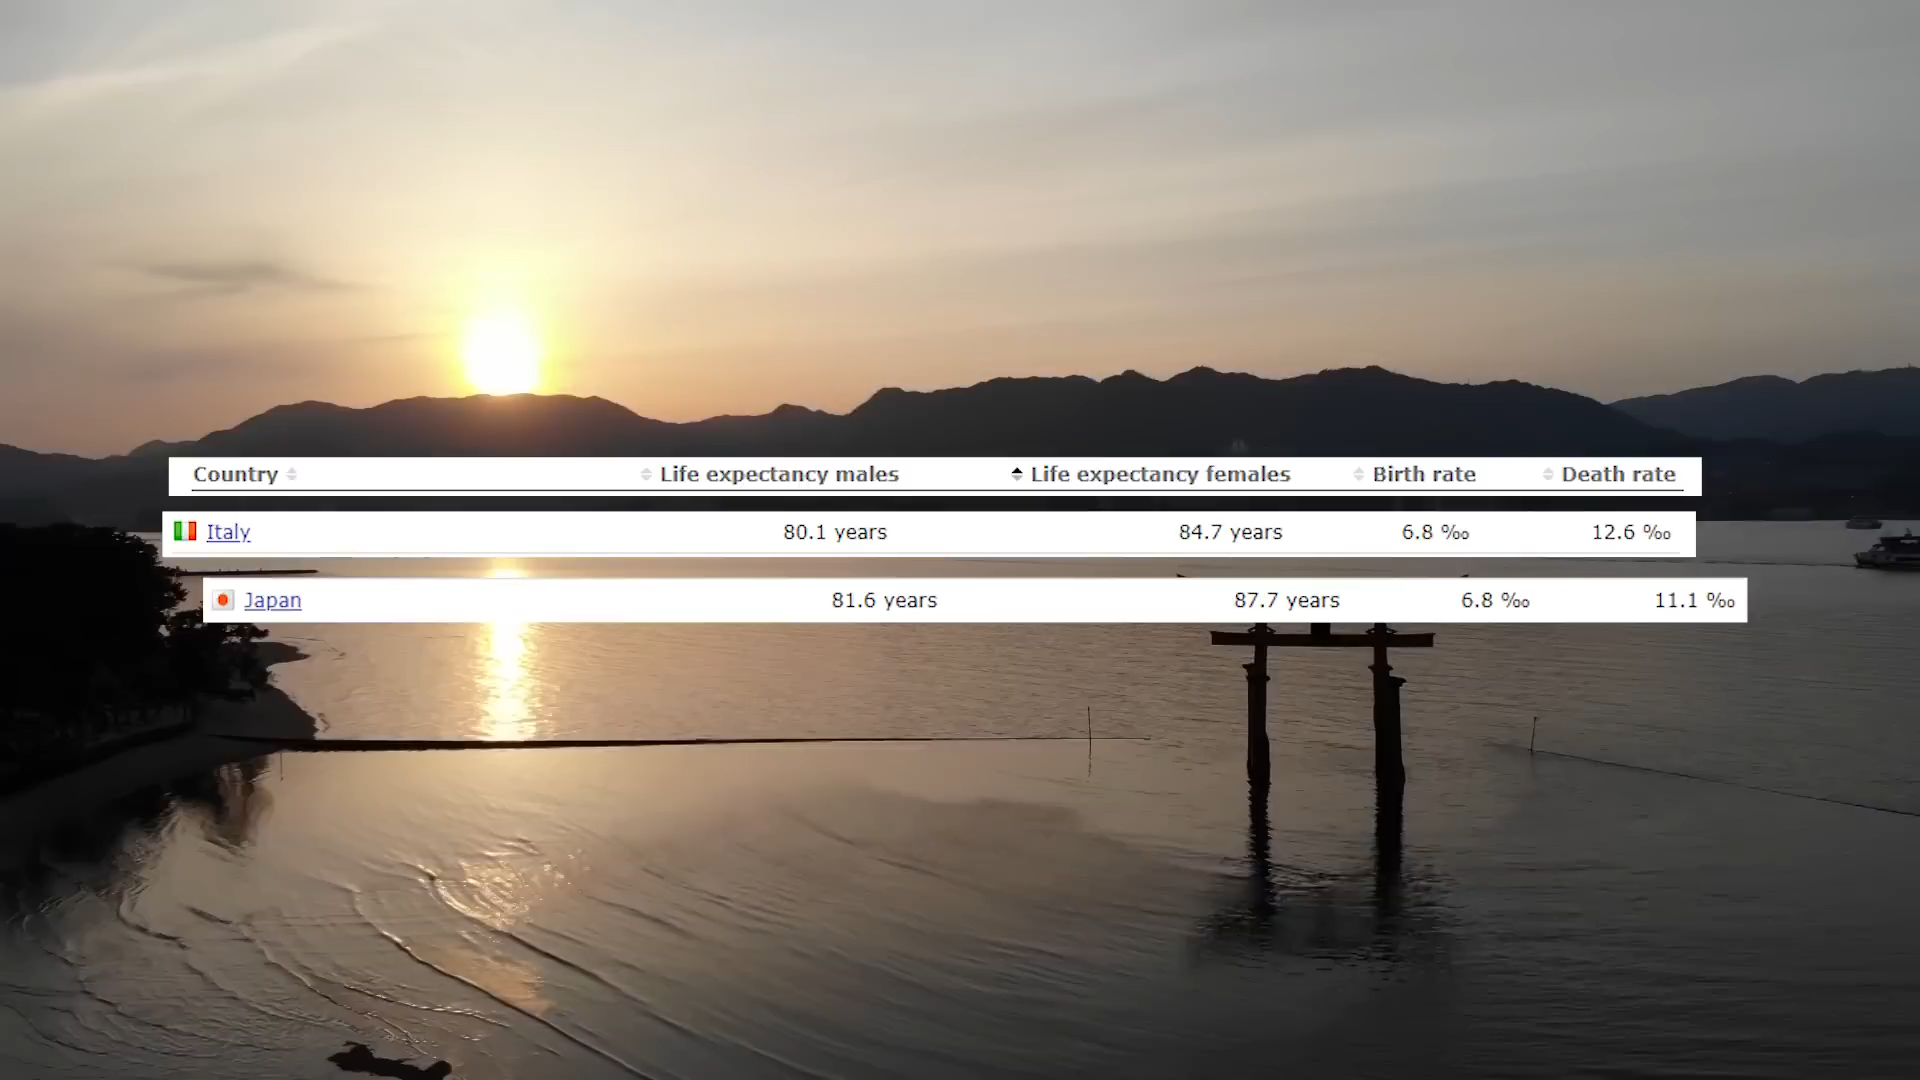 Country Life expectancy males Life expectancy females Birth rate Death rate
Italy 80.1 years 84.7 years 6.8 ‰ 12.6 ‰
Japan 81.6 years 87.7 years 6.8 ‰ 11.1 ‰